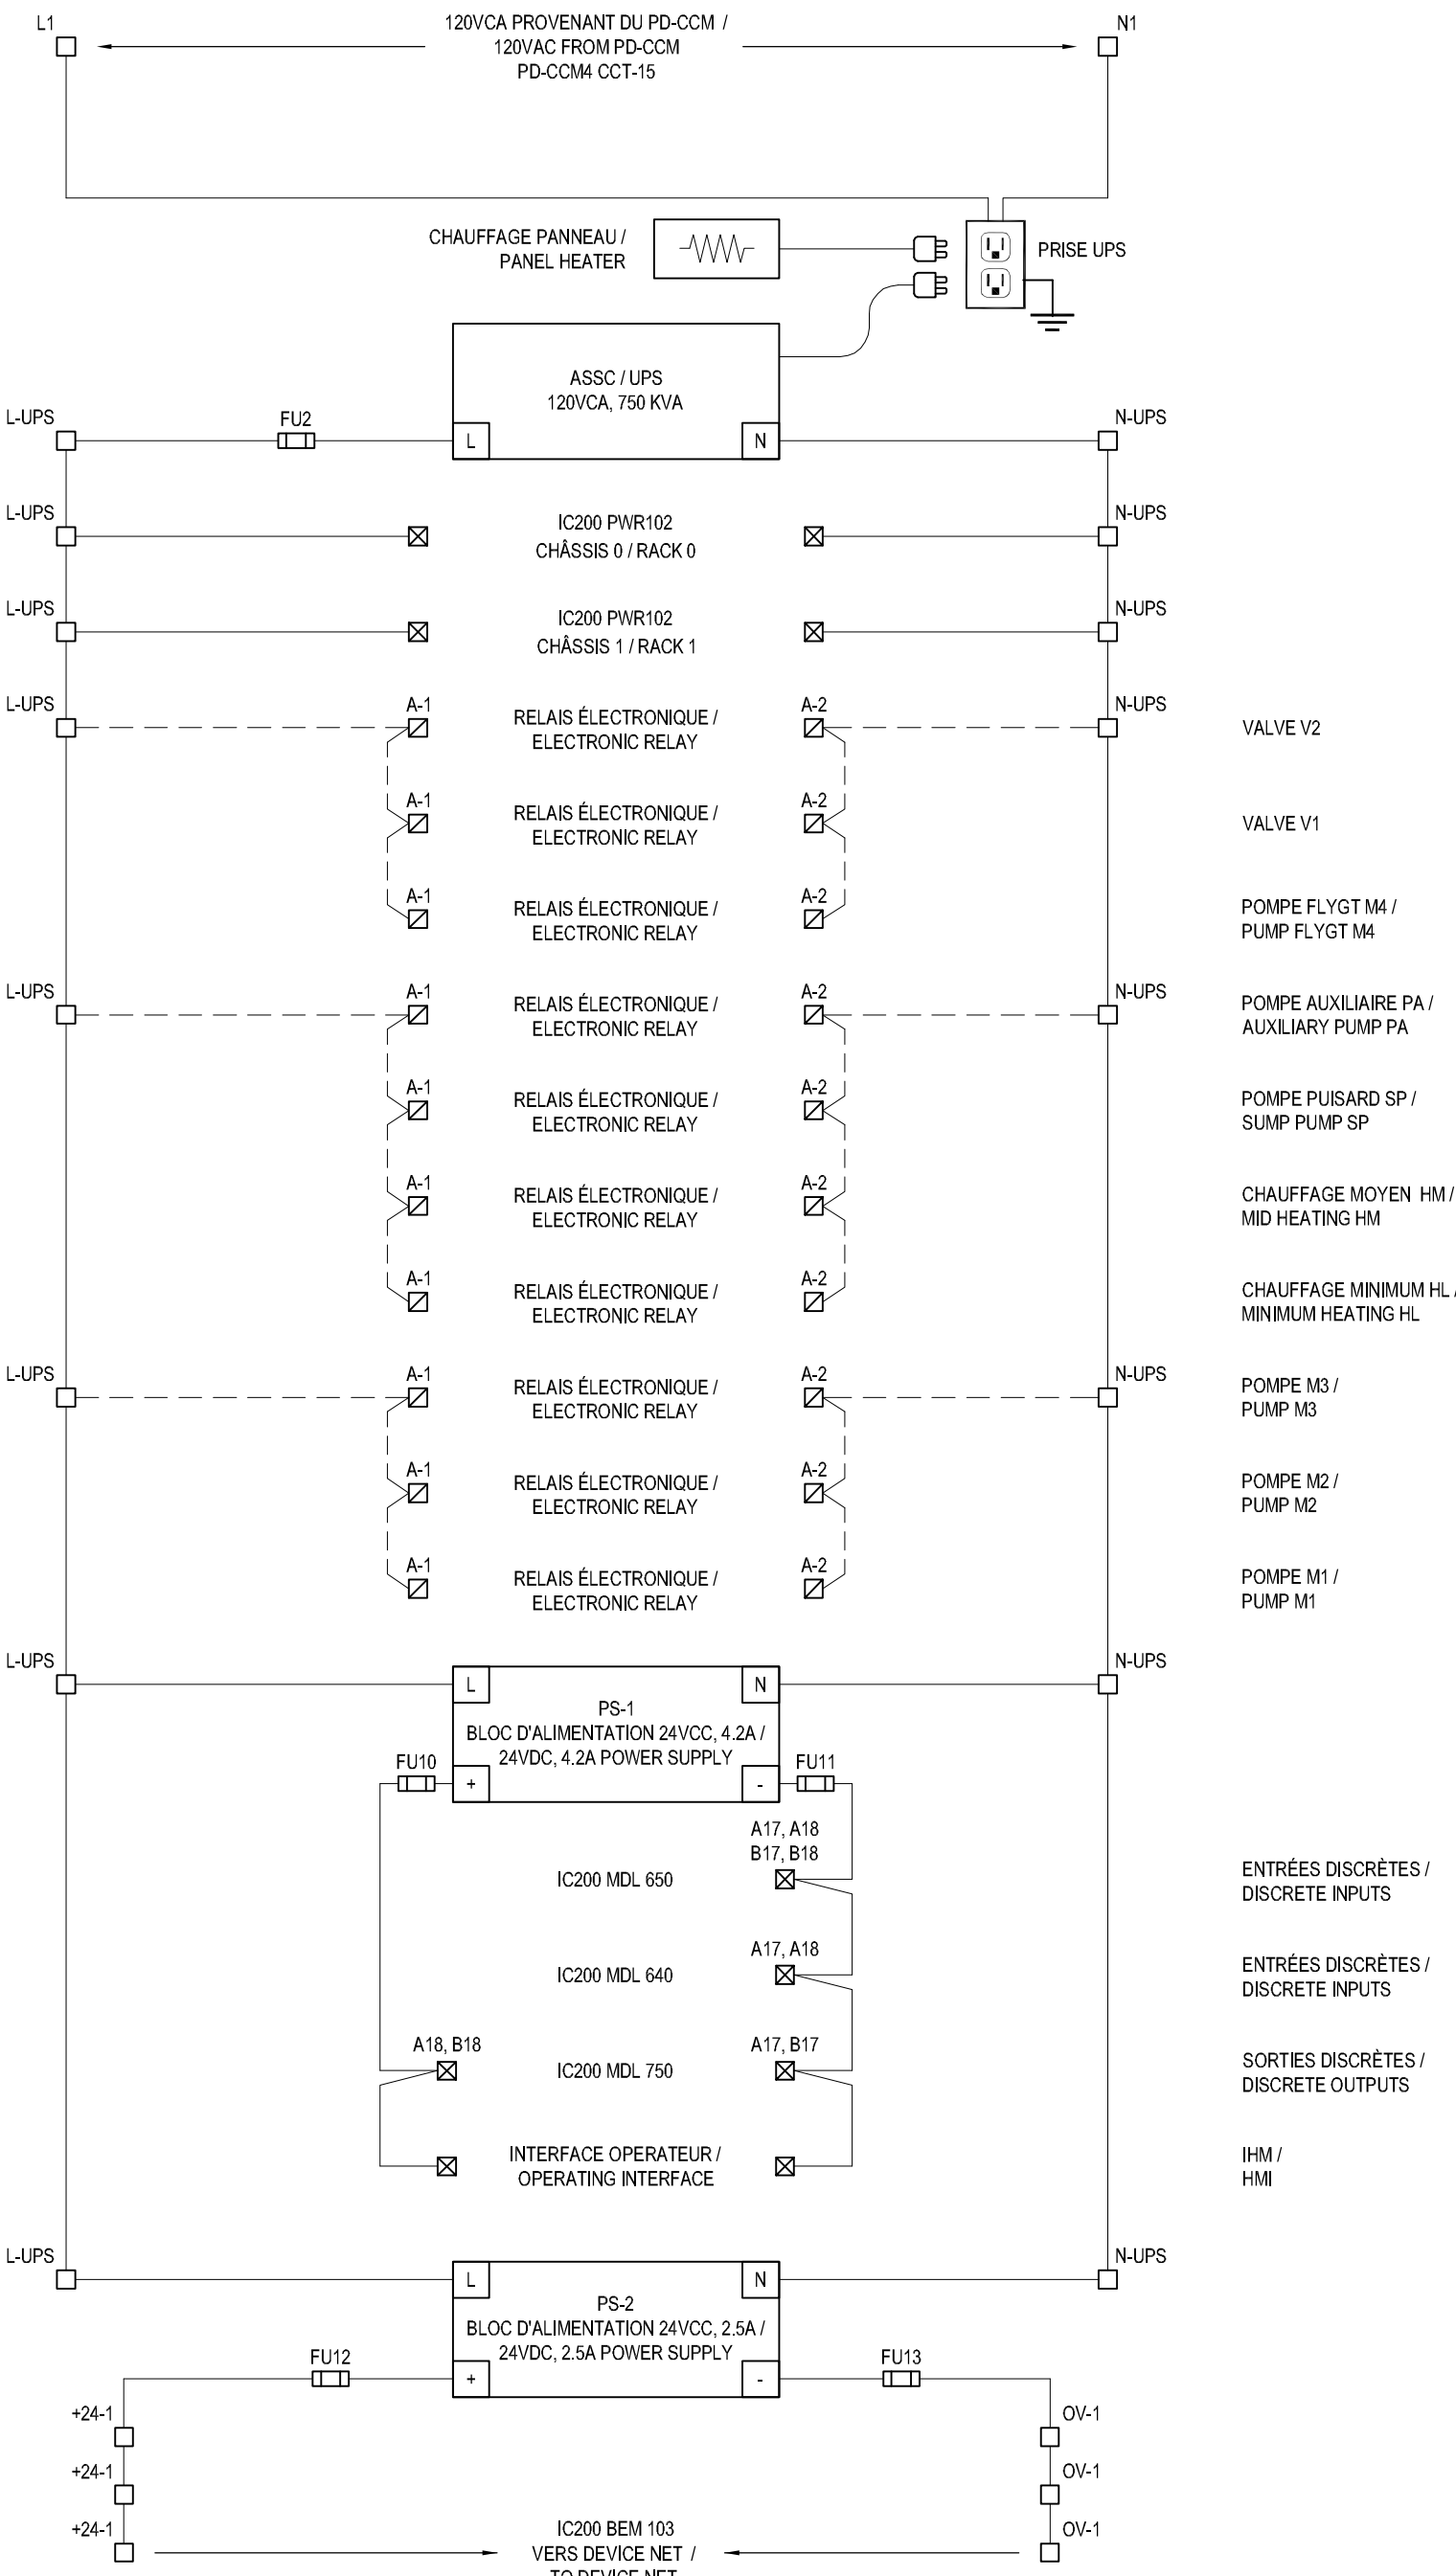 L1
120VCA PROVENANT DU PD-CCM /
120VAC FROM PD-CCM
PD-CCM4 CCT-15
N1
CHAUFFAGE PANNEAU /
PANEL HEATER
PRISE UPS
ASSC / UPS
120VCA, 750 KVA
L-UPS
FU2
L
N
N-UPS
L-UPS
IC200 PWR102
CHÂSSIS 0 / RACK 0
N-UPS
L-UPS
IC200 PWR102
CHÂSSIS 1 / RACK 1
N-UPS
L-UPS
A-1
RELAIS ÉLECTRONIQUE /
ELECTRONIC RELAY
A-2
N-UPS
VALVE V2
A-1
RELAIS ÉLECTRONIQUE /
ELECTRONIC RELAY
A-2
VALVE V1
A-1
RELAIS ÉLECTRONIQUE /
ELECTRONIC RELAY
A-2
POMPE FLYGT M4 /
PUMP FLYGT M4
L-UPS
A-1
RELAIS ÉLECTRONIQUE /
ELECTRONIC RELAY
A-2
N-UPS
POMPE AUXILIAIRE PA /
AUXILIARY PUMP PA
A-1
RELAIS ÉLECTRONIQUE /
ELECTRONIC RELAY
A-2
POMPE PUISARD SP /
SUMP PUMP SP
A-1
RELAIS ÉLECTRONIQUE /
ELECTRONIC RELAY
A-2
CHAUFFAGE MOYEN HM /
MID HEATING HM
A-1
RELAIS ÉLECTRONIQUE /
ELECTRONIC RELAY
A-2
CHAUFFAGE MINIMUM HL /
MINIMUM HEATING HL
L-UPS
A-1
RELAIS ÉLECTRONIQUE /
ELECTRONIC RELAY
A-2
N-UPS
POMPE M3 /
PUMP M3
A-1
RELAIS ÉLECTRONIQUE /
ELECTRONIC RELAY
A-2
POMPE M2 /
PUMP M2
A-1
RELAIS ÉLECTRONIQUE /
ELECTRONIC RELAY
A-2
POMPE M1 /
PUMP M1
L-UPS
L
N
N-UPS
PS-1
BLOC D'ALIMENTATION 24VCC, 4.2A /
24VDC, 4.2A POWER SUPPLY
FU10
+
-
FU11
A17, A18
B17, B18
IC200 MDL 650
ENTRÉES DISCRÈTES /
DISCRETE INPUTS
A17, A18
IC200 MDL 640
ENTRÉES DISCRÈTES /
DISCRETE INPUTS
A18, B18
IC200 MDL 750
A17, B17
SORTIES DISCRÈTES /
DISCRETE OUTPUTS
INTERFACE OPERATEUR /
OPERATING INTERFACE
IHM /
HMI
L-UPS
L
N
N-UPS
PS-2
BLOC D'ALIMENTATION 24VCC, 2.5A /
24VDC, 2.5A POWER SUPPLY
FU12
+
-
FU13
+24-1
OV-1
+24-1
OV-1
+24-1
OV-1
IC200 BEM 103
VERS DEVICE NET /
TO DEVICE NET